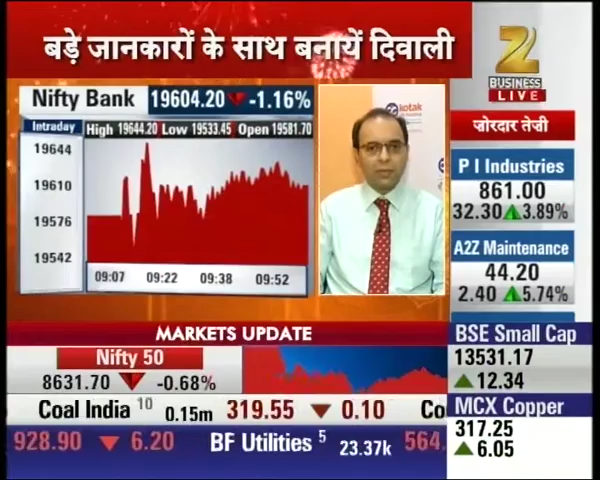 बड़े जानकारों के साथ बनायें दिवाली
Z
BUSINESS
LIVE
Nifty Bank 19604.20 -1.16%
Intraday High 19644.20 Low 19533.45 Open 19581.70
19644
19610
19576
19542
09:07 09:22 09:38 09:52
kotak
ज़ोरदार तेजी
P I Industries
861.00
32.30 3.89%
A2Z Maintenance
44.20
2.40 5.74%
MARKETS UPDATE
Nifty 50
8631.70 -0.68%
BSE Small Cap
13531.17
12.34
Coal India 10 0.15m 319.55 0.10 Co
MCX Copper
317.25
6.05
928.90 6.20 BF Utilities 5 23.37k 564.